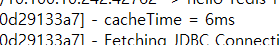 0d29133a7] - cacheTime = 6ms
0d29133a7] - Fetching JDBC Connecti